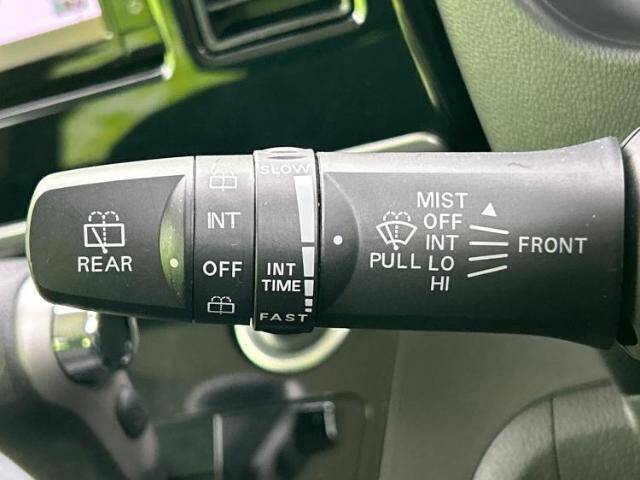 REAR
INT
OFF
SLOW
INT
TIME
FAST
MIST
OFF
INT
LO
HI
PULL
FRONT